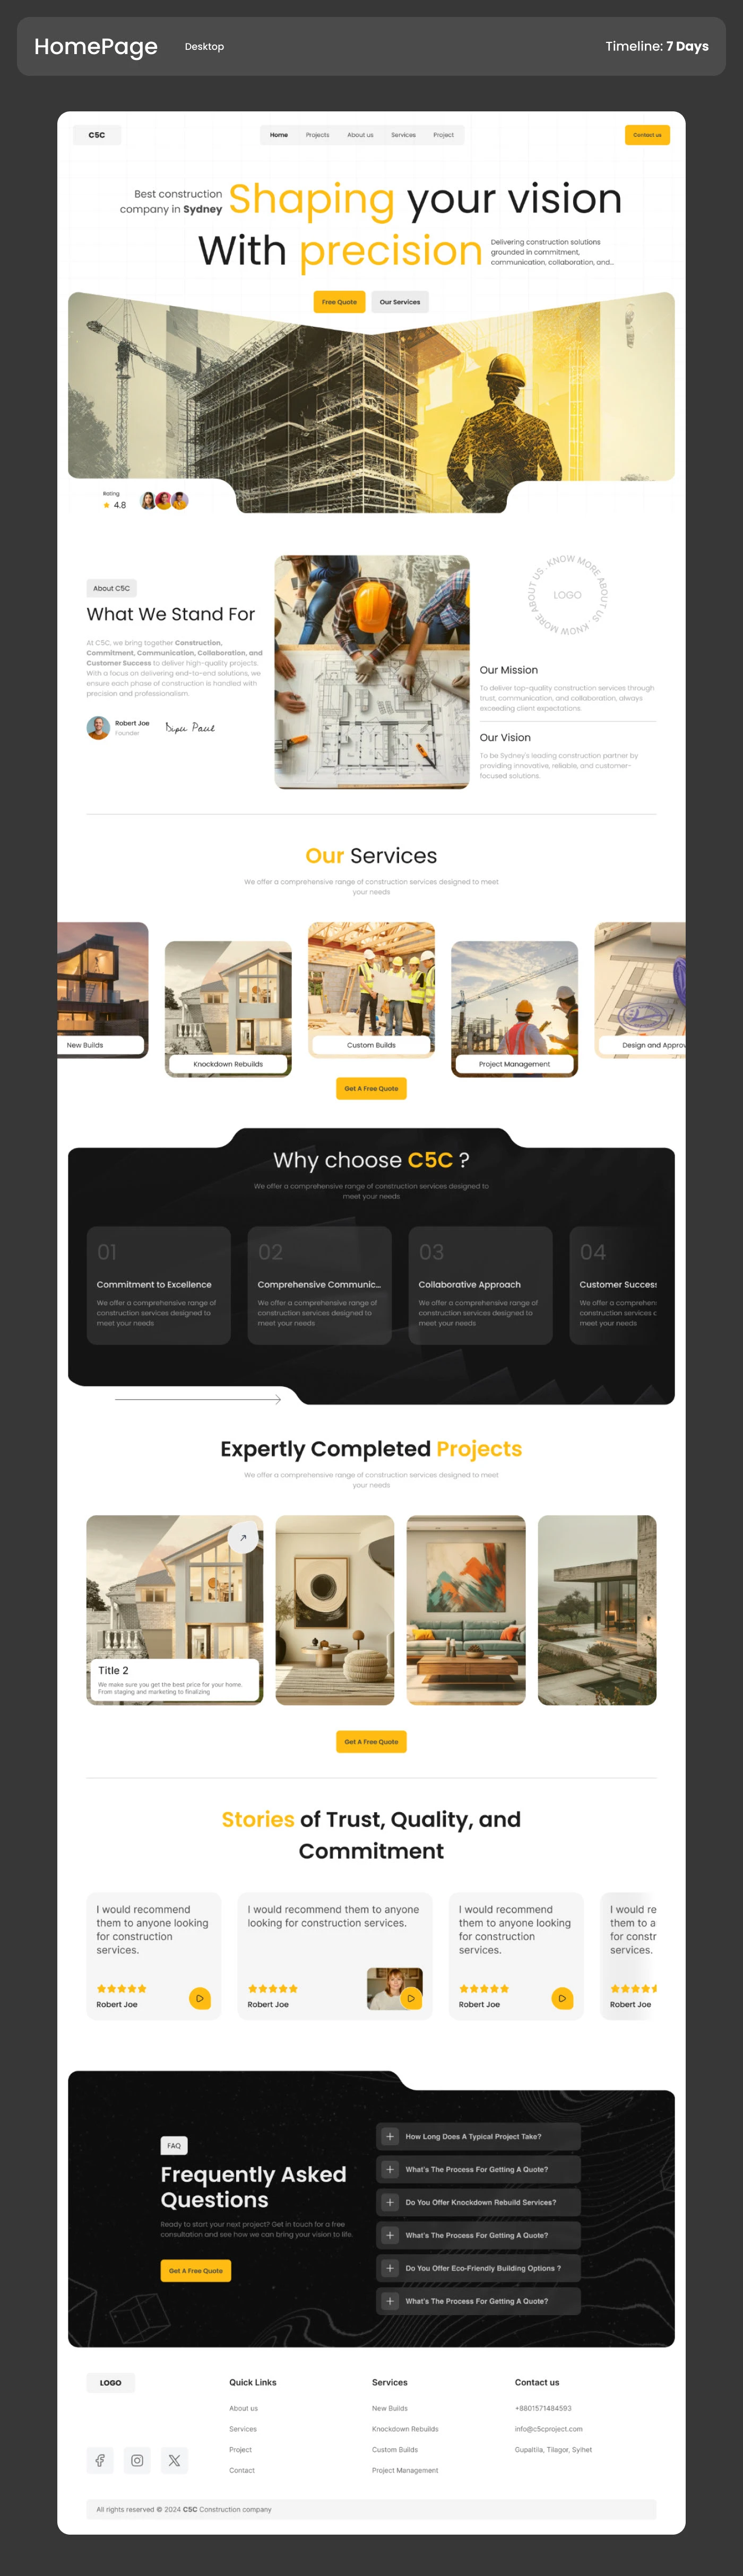 HomePage
Desktop
Timeline: 7 Days
C5C
Home
Projects
About us
Services
Project
Contact us
Best construction
company in Sydney
Shaping your vision
With precision
Delivering construction solutions
grounded in commitment,
communication, collaboration, and...
Free Quote
Our Services
Rating
4.8
About C5C
What We Stand For
At C5C, we bring together Construction,
Commitment, Communication, Collaboration, and
Customer Success to deliver high-quality projects.
With a focus on delivering end-to-end solutions, we
ensure each phase of construction is handled with
precision and professionalism.
Robert Joe
Founder
Dipu Paul
KNOW MORE ABOUT US . KNOW MORE ABOUT US .
LOGO
Our Mission
To deliver top-quality construction services through
trust, communication, and collaboration, always
exceeding client expectations.
Our Vision
To be Sydney's leading construction partner by
providing innovative, reliable, and customer-
focused solutions.
Our Services
We offer a comprehensive range of construction services designed to meet
your needs
New Builds
Knockdown Rebuilds
Custom Builds
Project Management
Design and Approv
Get A Free Quote
Why choose C5C ?
We offer a comprehensive range of construction services designed to
meet your needs
01
Commitment to Excellence
We offer a comprehensive range of
construction services designed to
meet your needs
02
Comprehensive Communic...
We offer a comprehensive range of
construction services designed to
meet your needs
03
Collaborative Approach
We offer a comprehensive range of
construction services designed to
meet your needs
04
Customer Success
We offer a comprehens
construction services d
meet your needs
Expertly Completed Projects
We offer a comprehensive range of construction services designed to meet
your needs
Title 2
We make sure you get the best price for your home.
From staging and marketing to finalizing
Get A Free Quote
Stories of Trust, Quality, and
Commitment
I would recommend
them to anyone looking
for construction
services.
Robert Joe
I would recommend them to anyone
looking for construction services.
Robert Joe
I would recommend
them to anyone looking
for construction
services.
Robert Joe
I would re
them to a
for constr
services.
Robert Joe
FAQ
Frequently Asked
Questions
Ready to start your next project? Get in touch for a free
consultation and see how we can bring your vision to life.
Get A Free Quote
How Long Does A Typical Project Take?
What's The Process For Getting A Quote?
Do You Offer Knockdown Rebuild Services?
What's The Process For Getting A Quote?
Do You Offer Eco-Friendly Building Options ?
What's The Process For Getting A Quote?
LOGO
Quick Links
About us
Services
Project
Contact
Services
New Builds
Knockdown Rebuilds
Custom Builds
Project Management
Contact us
+8801571484593
info@c5cproject.com
Gupaltila, Tilagor, Sylhet
All rights reserved © 2024 C5C Construction company